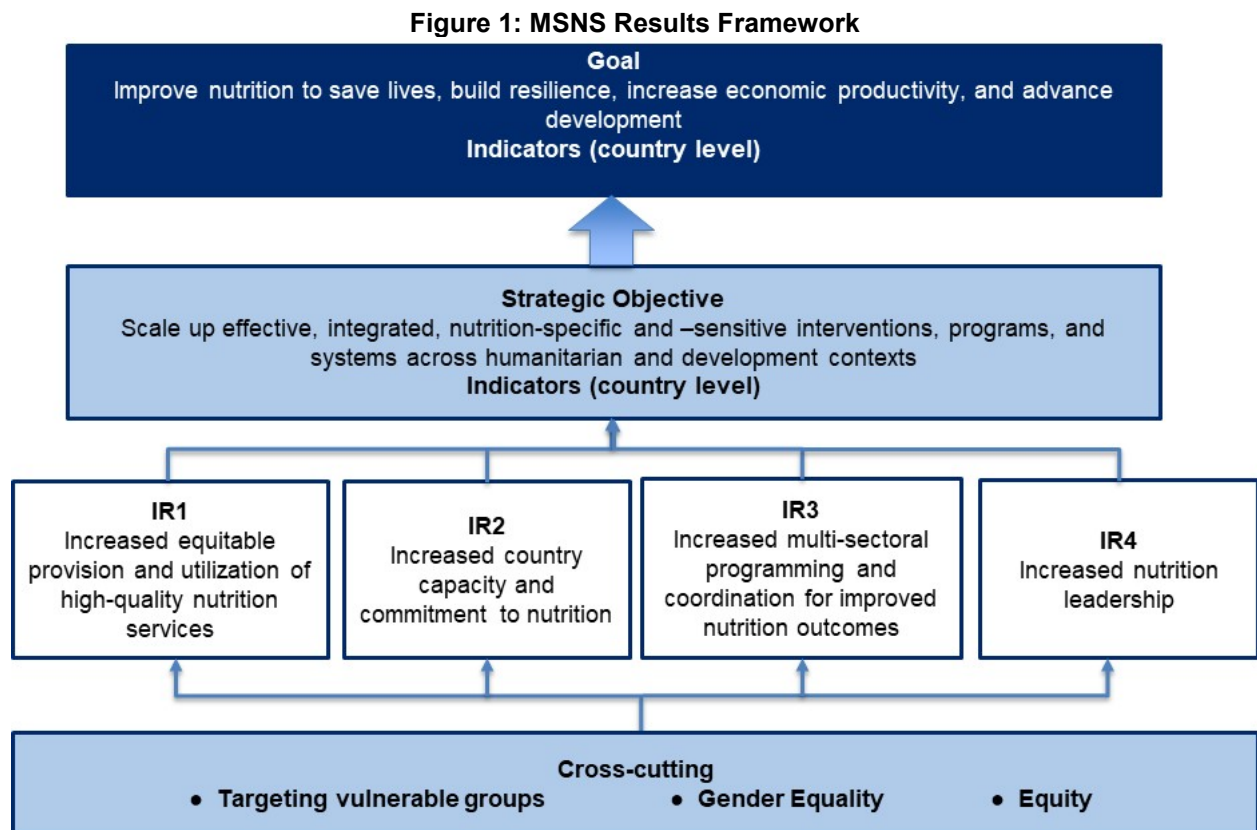 Figure 1: MSNS Results Framework
Goal
Improve nutrition to save lives, build resilience, increase economic productivity, and advance
development
Indicators (country level)
Strategic Objective
Scale up effective, integrated, nutrition-specific and –sensitive interventions, programs, and
systems across humanitarian and development contexts
Indicators (country level)
IR1
Increased equitable
provision and utilization of
high-quality nutrition
services
IR2
Increased country
capacity and
commitment to nutrition
IR3
Increased multi-sectoral
programming and
coordination for improved
nutrition outcomes
IR4
Increased nutrition
leadership
Cross-cutting
● Targeting vulnerable groups ● Gender Equality ● Equity